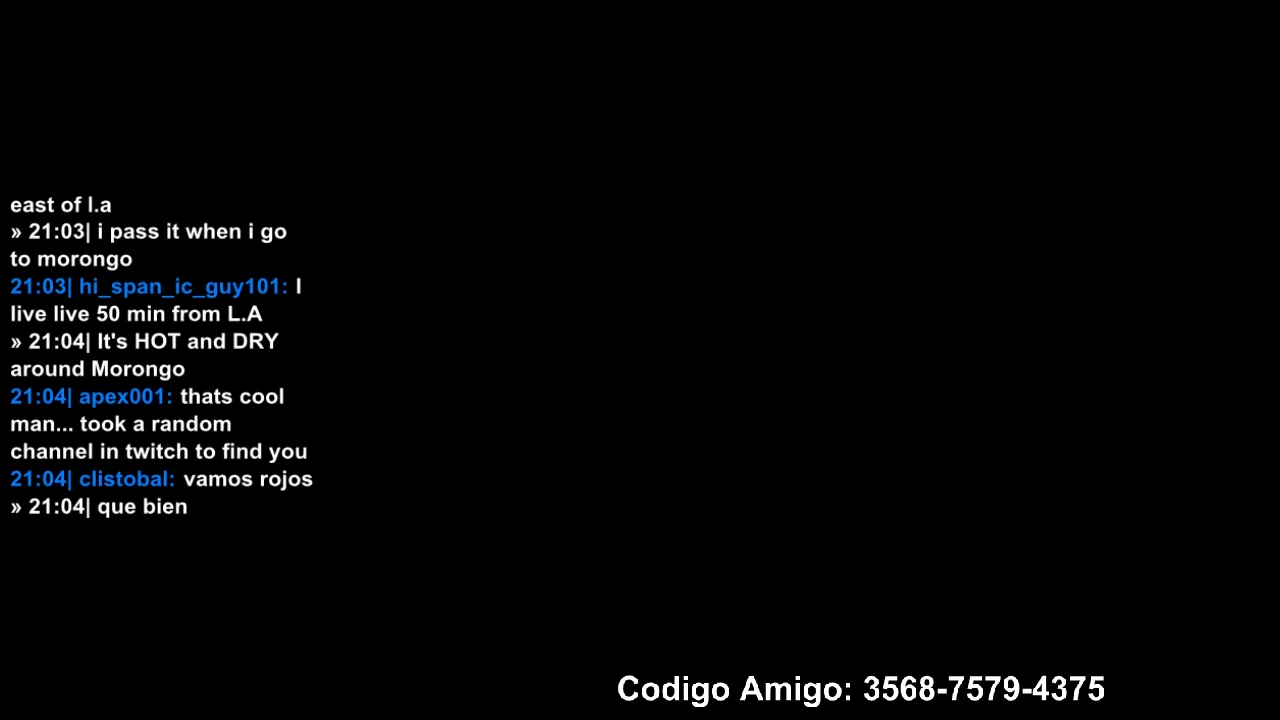 east of l.a
» 21:03| i pass it when i go
to morongo
21:03| hi_span_ic_guy101: I
live live 50 min from L.A
» 21:04| It's HOT and DRY
around Morongo
21:04| apex001: thats cool
man... took a random
channel in twitch to find you
21:04| clistobal: vamos rojos
» 21:04| que bien
Codigo Amigo: 3568-7579-4375